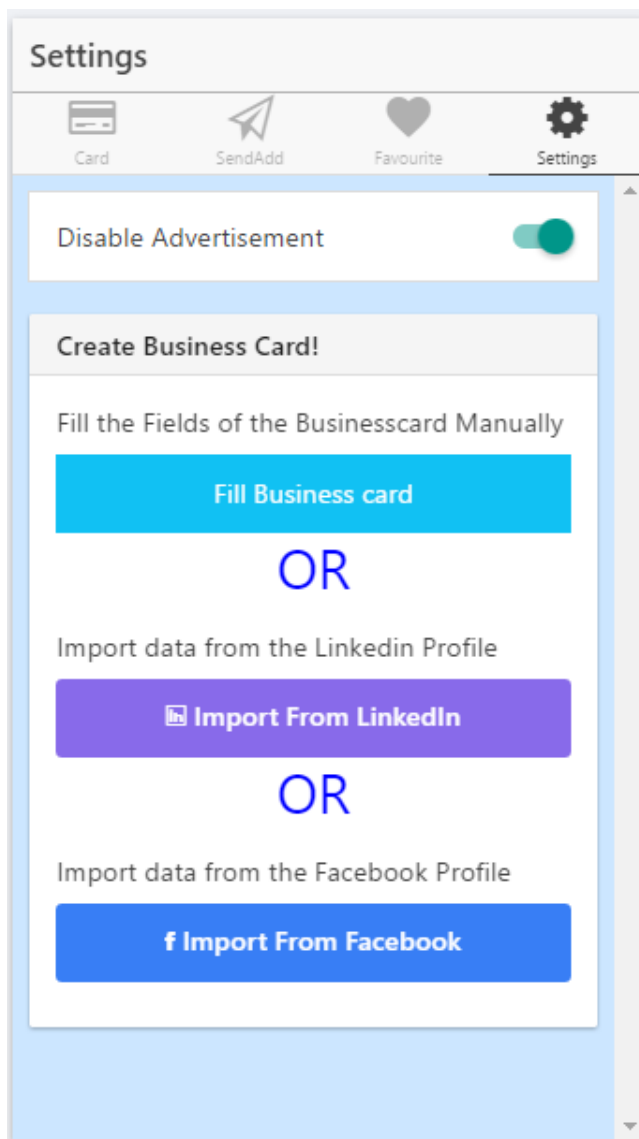 Settings
Card SendAdd Favourite Settings
Disable Advertisement
Create Business Card!
Fill the Fields of the Businesscard Manually
Fill Business card
OR
Import data from the Linkedin Profile
in Import From LinkedIn
OR
Import data from the Facebook Profile
f Import From Facebook